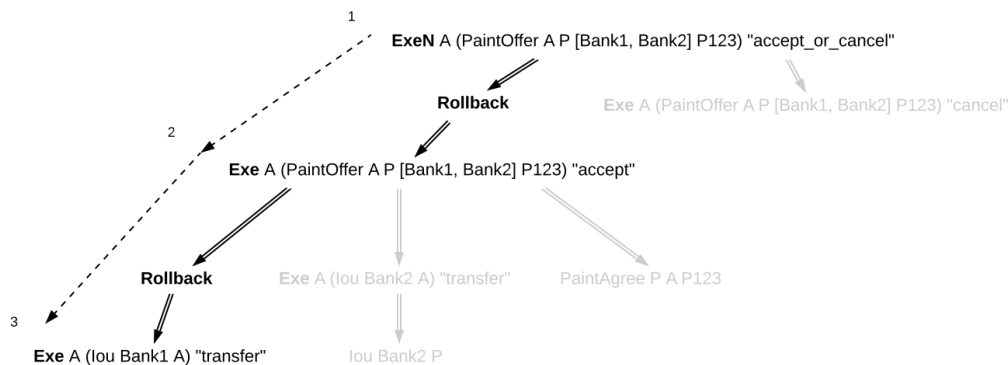 1
ExeN A (PaintOffer A P [Bank1, Bank2] P123) "accept_or_cancel"
Rollback
Exe A (PaintOffer A P [Bank1, Bank2] P123) "cancel"
2
Exe A (PaintOffer A P [Bank1, Bank2] P123) "accept"
Rollback
Exe A (Iou Bank2 A) "transfer"
PaintAgree P A P123
3
Exe A (Iou Bank1 A) "transfer"
Iou Bank2 P